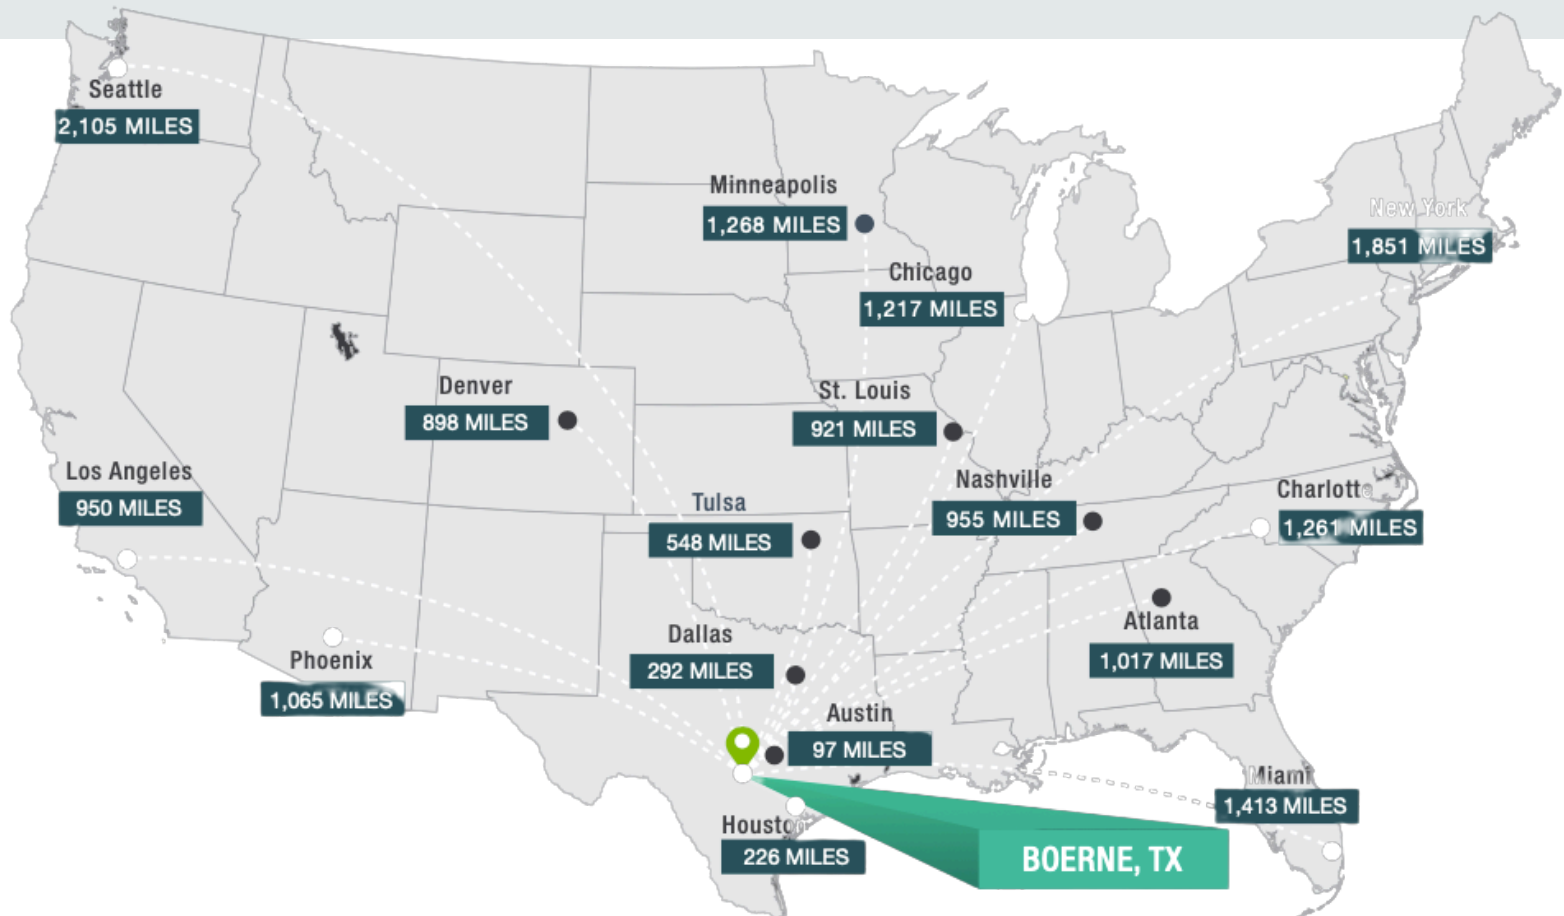 Seattle
2,105 MILES
Minneapolis
1,268 MILES
New York
1,851 MILES
Chicago
1,217 MILES
Denver
898 MILES
St. Louis
921 MILES
Los Angeles
950 MILES
Nashville
955 MILES
Charlotte
1,261 MILES
Tulsa
548 MILES
Atlanta
1,017 MILES
Dallas
292 MILES
Phoenix
1,065 MILES
Austin
97 MILES
Miami
1,413 MILES
Houston
226 MILES
BOERNE, TX